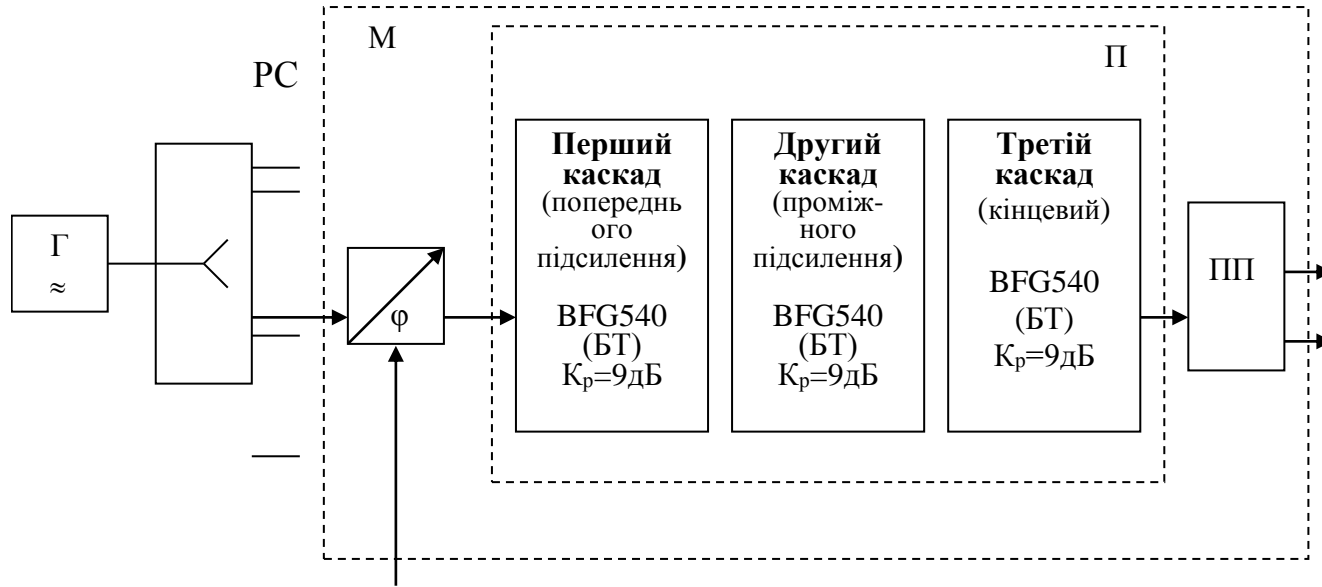 М
П
РС
Перший
каскад
(попереднь
ого
підсилення)
BFG540
(БТ)
Кр=9дБ
Другий
каскад
(проміж-
ного
підсилення)
BFG540
(БТ)
Кр=9дБ
Третій
каскад
(кінцевий)
BFG540
(БТ)
Кр=9дБ
Г
≈
φ
ПП